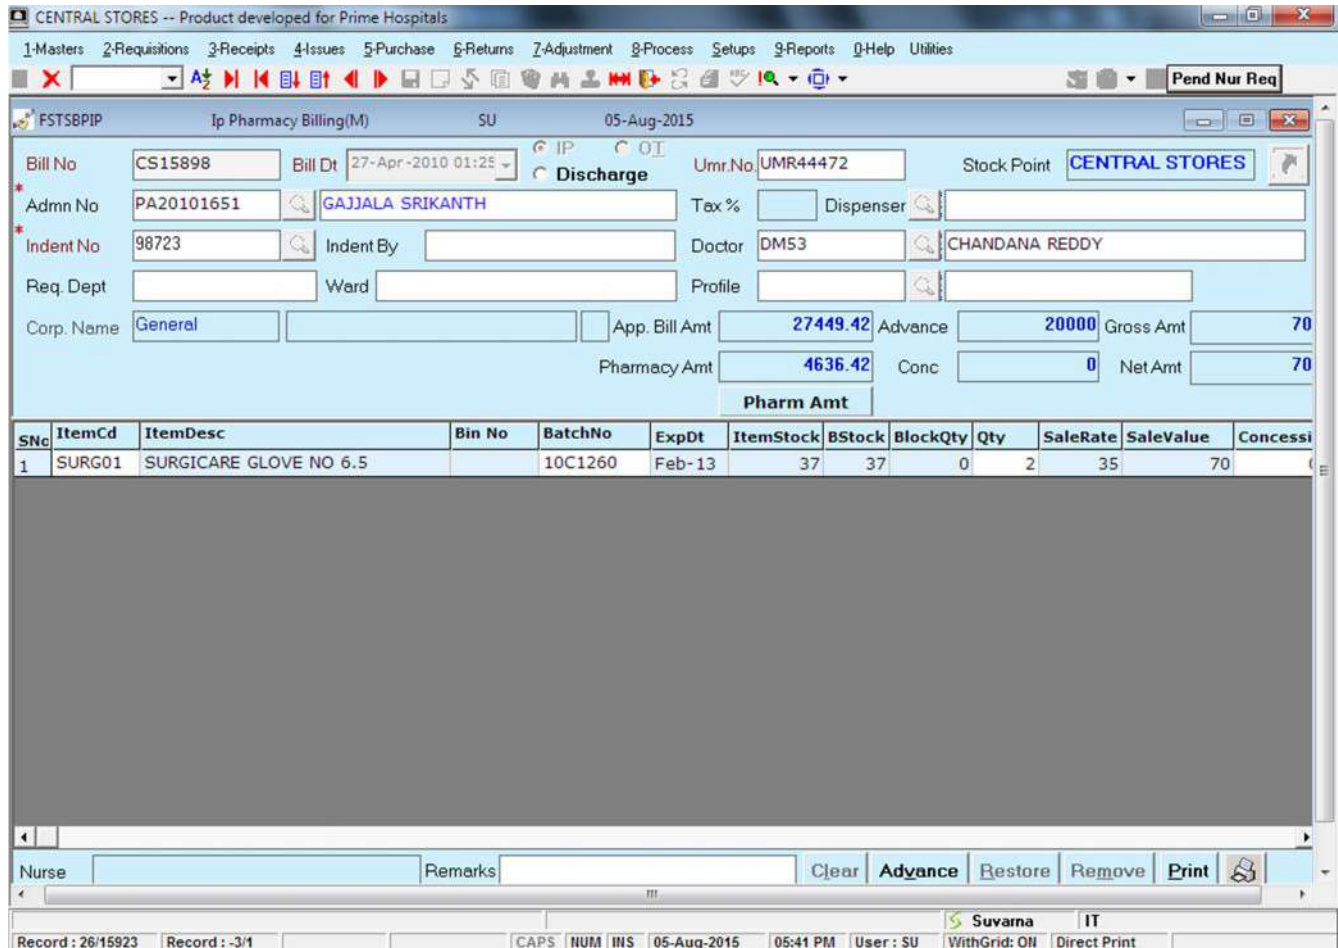 CENTRAL STORES -- Product developed for Prime Hospitals
1-Masters 2-Requisitions 3-Receipts 4-Issues 5-Purchase 6-Returns 7-Adjustment 8-Process Setups 9-Reports 0-Help Utilities
Pend Nur Req
FSTSBPIP Ip Pharmacy Billing(M) SU 05-Aug-2015
Bill No CS15898 Bill Dt 27-Apr-2010 01:25 IP OT Discharge Umr.No. UMR44472 Stock Point CENTRAL STORES
* Admn No PA20101651 GAJJALA SRIKANTH Tax % Dispenser
* Indent No 98723 Indent By Doctor DM53 CHANDANA REDDY
Req. Dept Ward Profile
Corp. Name General App. Bill Amt 27449.42 Advance 20000 Gross Amt 70
Pharmacy Amt 4636.42 Conc 0 Net Amt 70
Pharm Amt
SNo ItemCd ItemDesc Bin No BatchNo ExpDt ItemStock BStock BlockQty Qty SaleRate SaleValue Concessi
1 SURG01 SURGICARE GLOVE NO 6.5 10C1260 Feb-13 37 37 0 2 35 70
Nurse Remarks Clear Advance Restore Remove Print
Suvarna IT
Record : 26/15923 Record : -3/1 CAPS NUM INS 05-Aug-2015 05:41 PM User : SU WithGrid: ON Direct Print